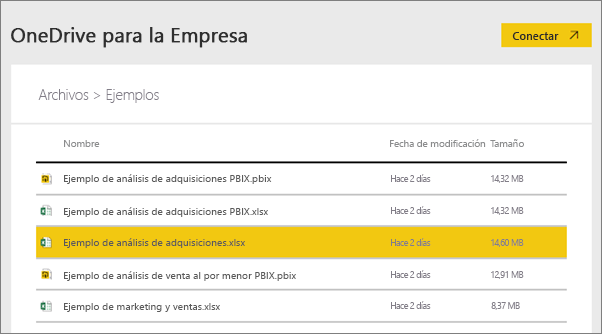 OneDrive para la Empresa
Conectar
Archivos > Ejemplos
Nombre Fecha de modificación Tamaño
Ejemplo de análisis de adquisiciones PBIX.pbix Hace 2 días 14,32 MB
Ejemplo de análisis de adquisiciones PBIX.xlsx Hace 2 días 14,32 MB
Ejemplo de análisis de adquisiciones.xlsx Hace 2 días 14,60 MB
Ejemplo de análisis de venta al por menor PBIX.pbix Hace 2 días 12,91 MB
Ejemplo de marketing y ventas.xlsx Hace 2 días 8,37 MB